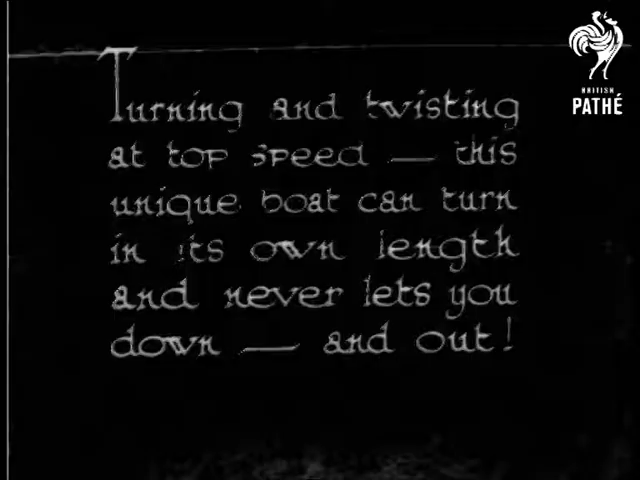 BRITISH
PATHÉ
Turning and twisting
at top speed — this
unique boat can turn
in its own length
and never lets you
down — and out!